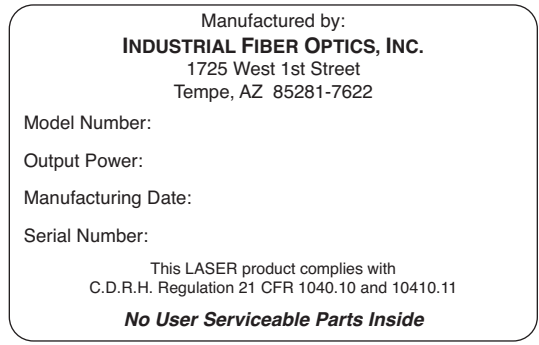 Manufactured by:
INDUSTRIAL FIBER OPTICS, INC.
1725 West 1st Street
Tempe, AZ 85281-7622
Model Number:
Output Power:
Manufacturing Date:
Serial Number:
This LASER product complies with
C.D.R.H. Regulation 21 CFR 1040.10 and 10410.11
No User Serviceable Parts Inside